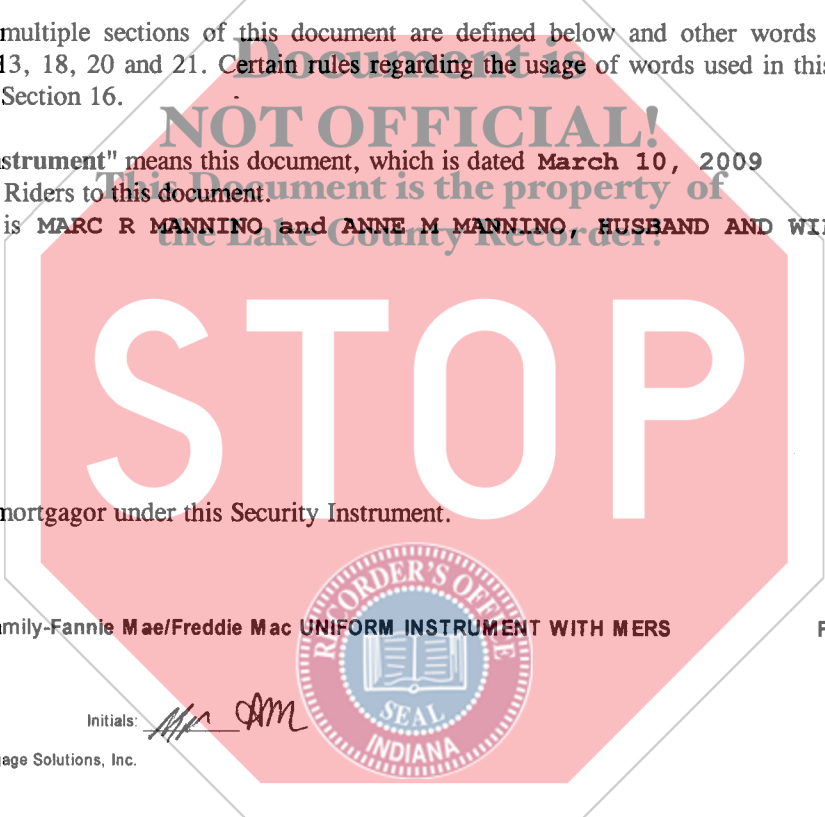 multiple sections of this document are defined below and other words
Document is
13, 18, 20 and 21. Certain rules regarding the usage of words used in this
Section 16.
NOT OFFICIAL!
strument" means this document, which is dated March 10, 2009
This Document is the property of
Riders to this document.
is MARC R MANNINO and ANNE M MANNINO, HUSBAND AND WIF
the Lake County Recorder!
STOP
mortgagor under this Security Instrument.
RECORDER'S OFFICE
mily-Fannie Mae/Freddie Mac UNIFORM INSTRUMENT WITH MERS
SEAL
INDIANA
Initials:
age Solutions, Inc.